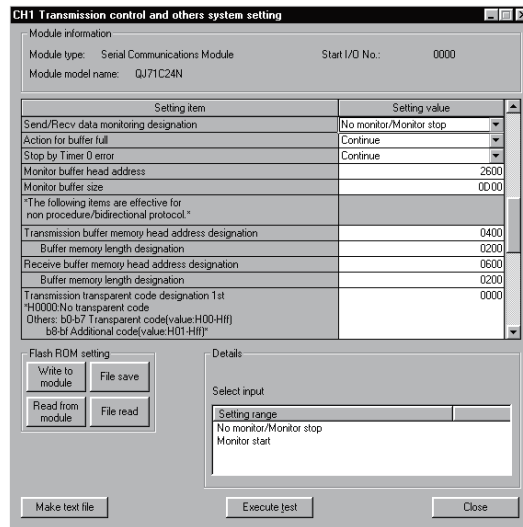 CH1 Transmission control and others system setting
Module information
Module type: Serial Communications Module Start I/O No.: 0000
Module model name: QJ71C24N
Setting item Setting value
Send/Recv data monitoring designation No monitor/Monitor stop
Action for buffer full Continue
Stop by Timer 0 error Continue
Monitor buffer head address 2600
Monitor buffer size 0D00
*The following items are effective for
non procedure/bidirectional protocol.*
Transmission buffer memory head address designation 0400
Buffer memory length designation 0200
Receive buffer memory head address designation 0600
Buffer memory length designation 0200
Transmission transparent code designation 1st 0000
*H0000:No transparent code
Others: b0-b7 Transparent code(value:H00-Hff)
b8-bf Additional code(value:H01-Hff)*
Flash ROM setting
Write to
module
File save
Read from
module
File read
Details
Select input
Setting range
No monitor/Monitor stop
Monitor start
Make text file Execute test Close